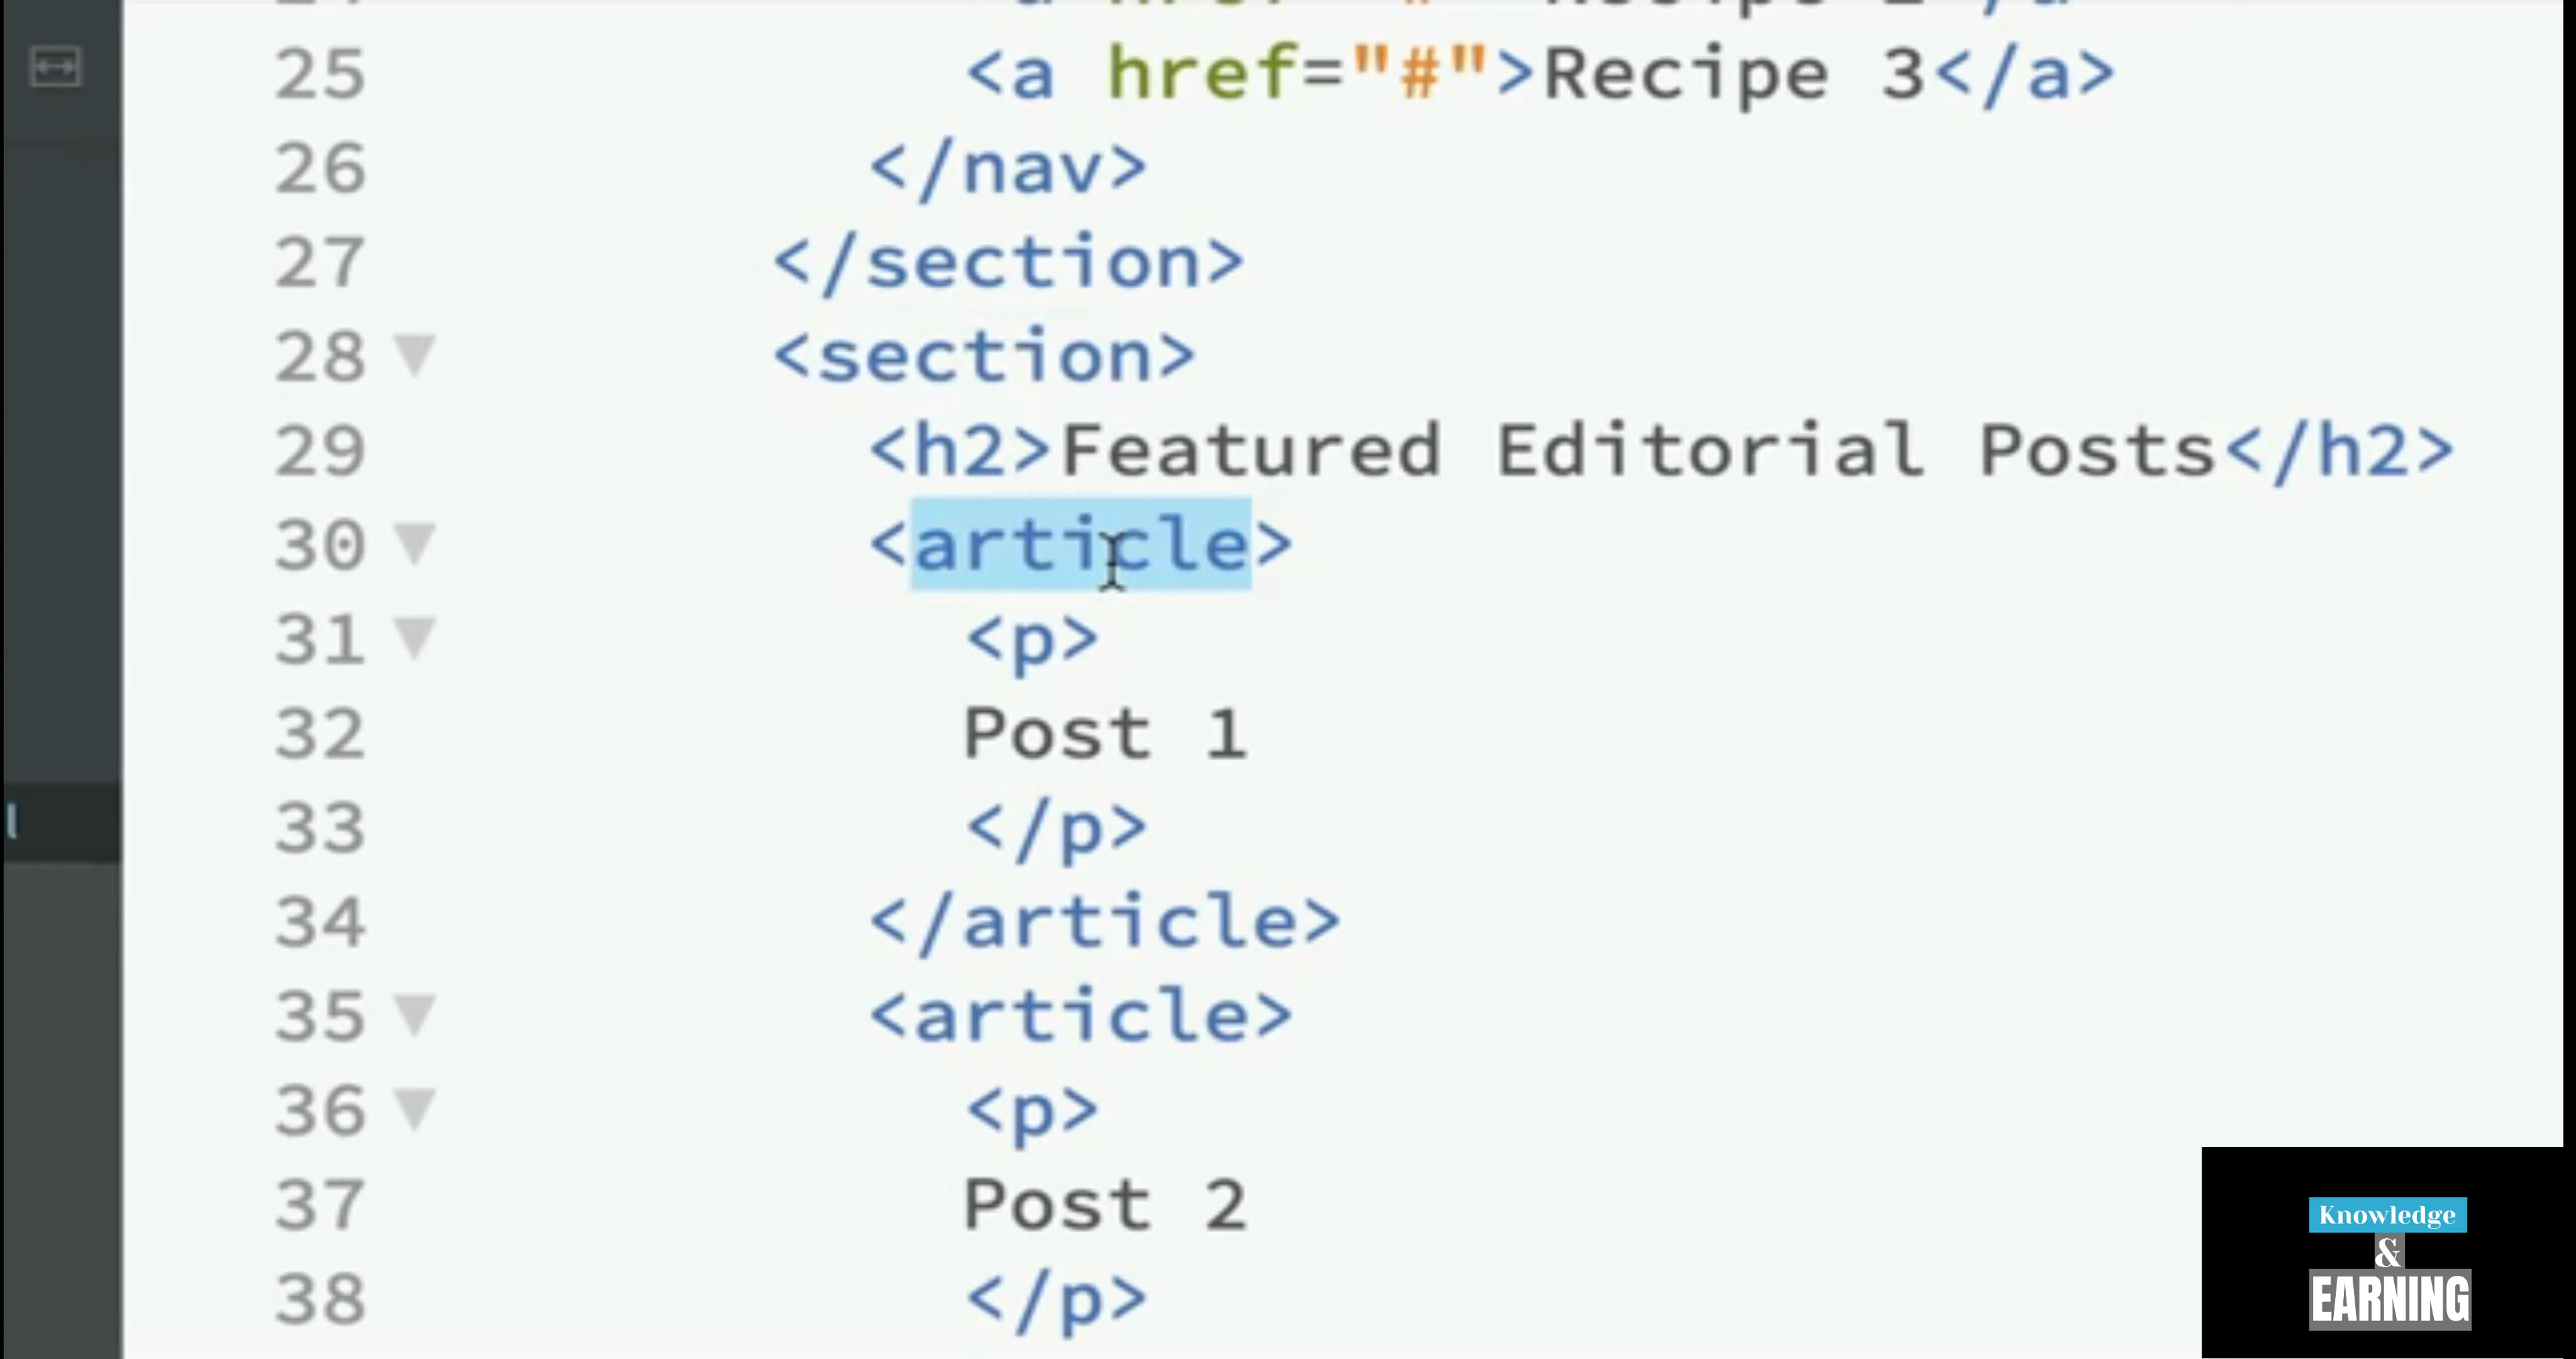 25 <a href="#">Recipe 3</a>
26 </nav>
27 </section>
28 <section>
29 <h2>Featured Editorial Posts</h2>
30 <article>
31 <p>
32 Post 1
33 </p>
34 </article>
35 <article>
36 <p>
37 Post 2
38 </p>
Knowledge
&
EARNING